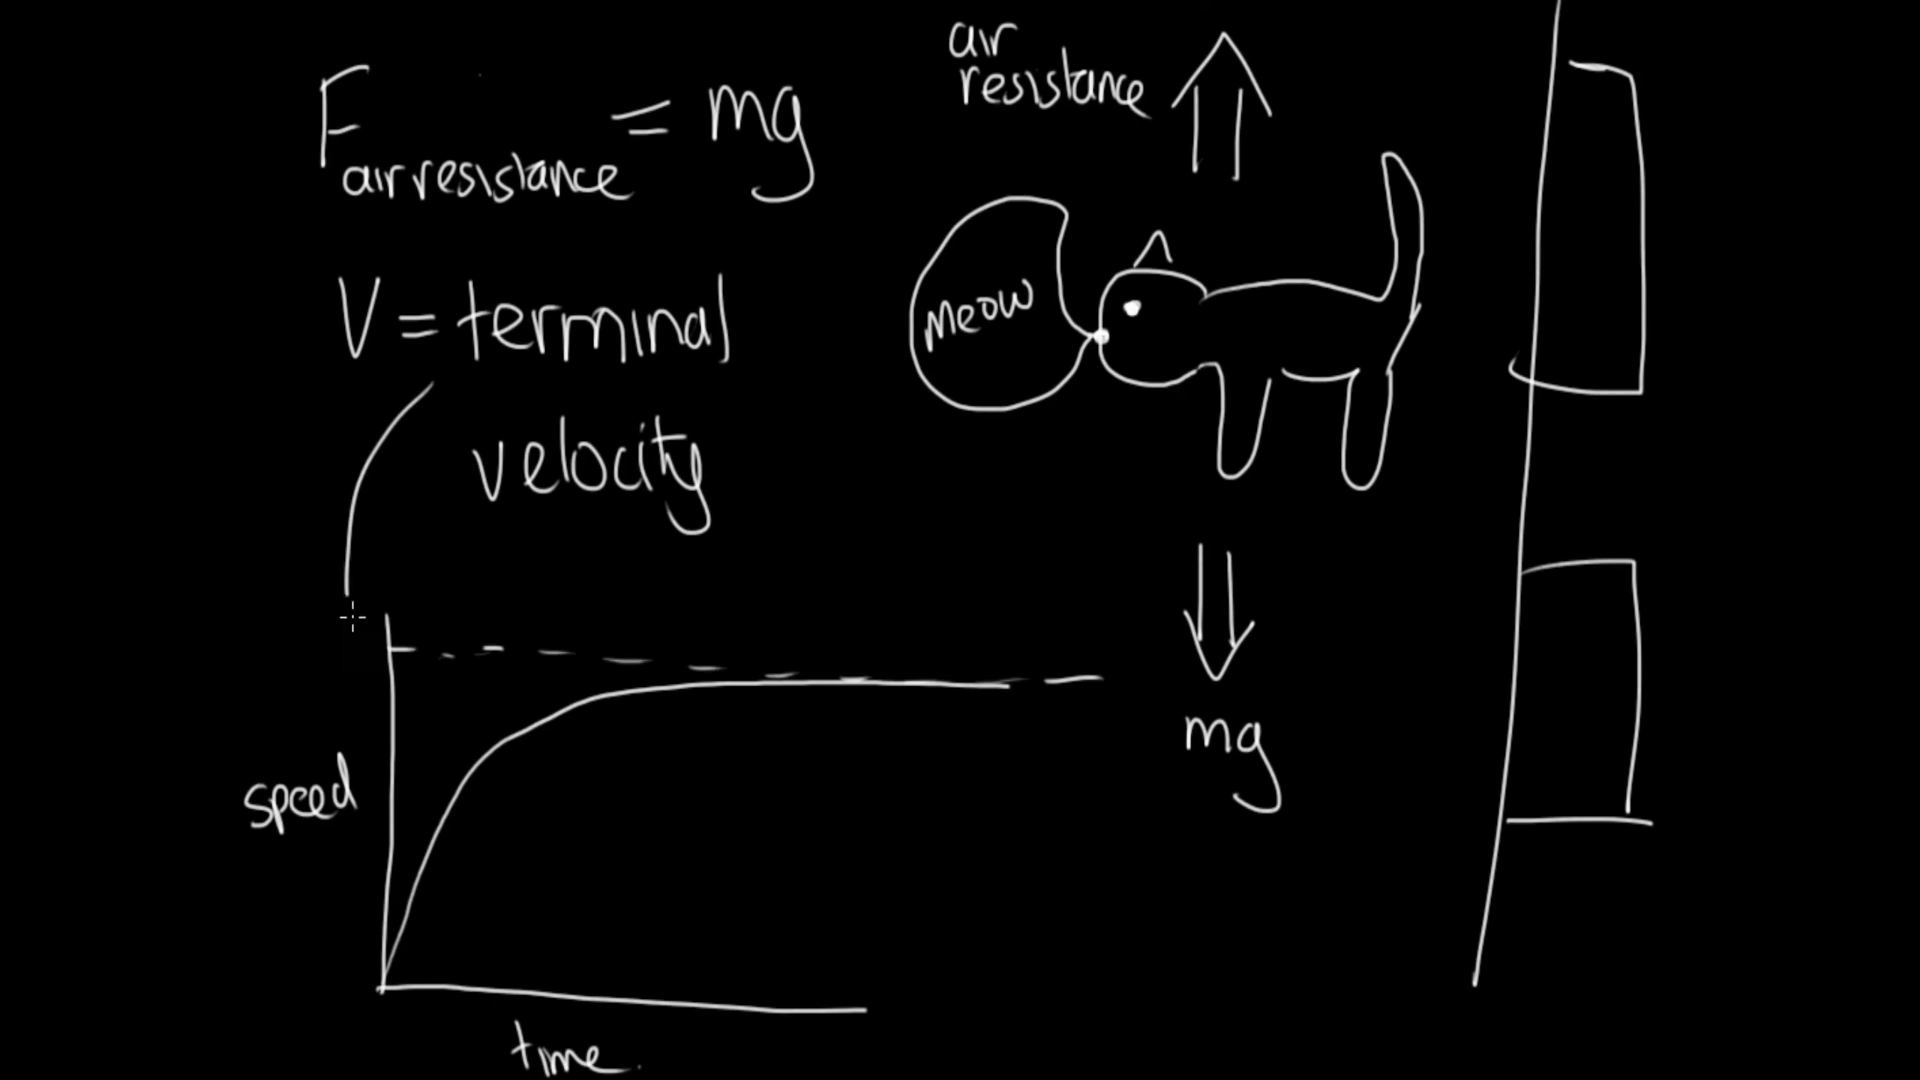 F air resistance = mg
V = terminal
velocity
air
resistance
meow
mg
speed
time